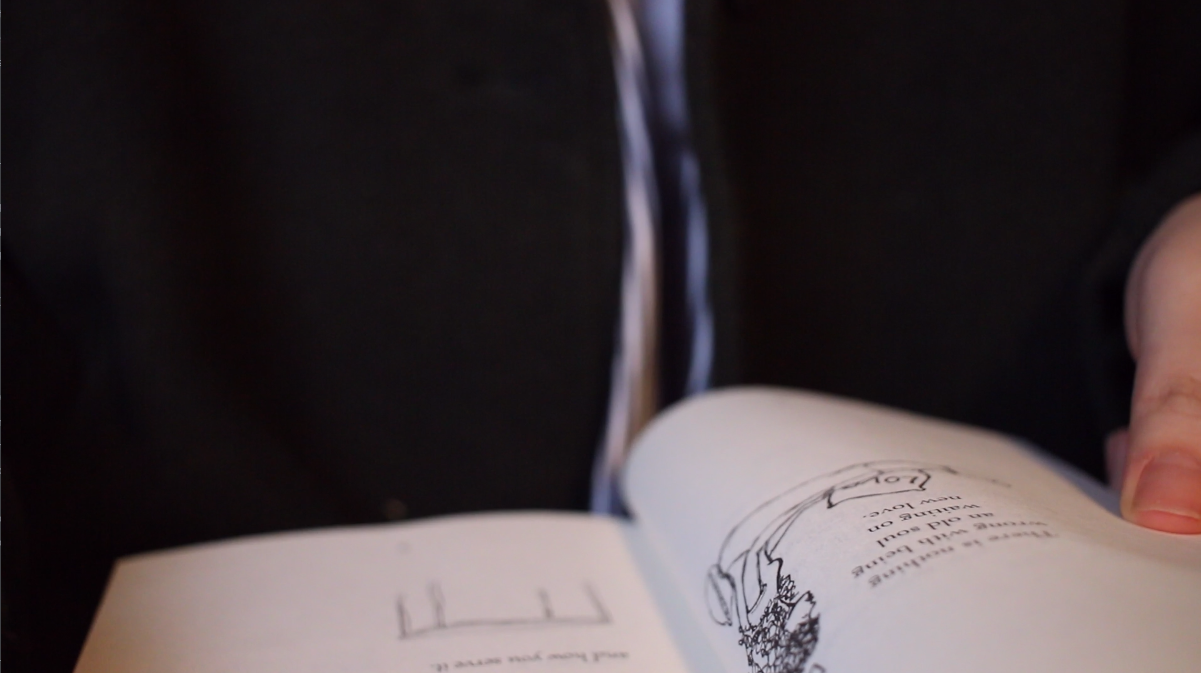 There is nothing
wrong with being
an old soul
waiting on
new love.
Love
and how you serve it.